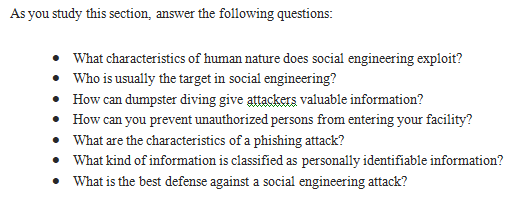 As you study this section, answer the following questions:
• What characteristics of human nature does social engineering exploit?
• Who is usually the target in social engineering?
• How can dumpster diving give attackers valuable information?
• How can you prevent unauthorized persons from entering your facility?
• What are the characteristics of a phishing attack?
• What kind of information is classified as personally identifiable information?
• What is the best defense against a social engineering attack?